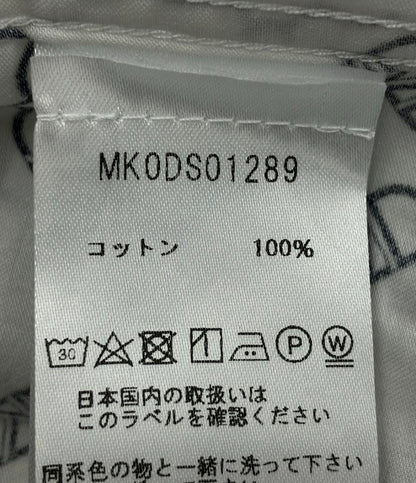 MKODS01289
コットン 100%
30 P W
日本国内の取扱いは
このラベルを確認ください
同系色の物と一緒に洗って下さい